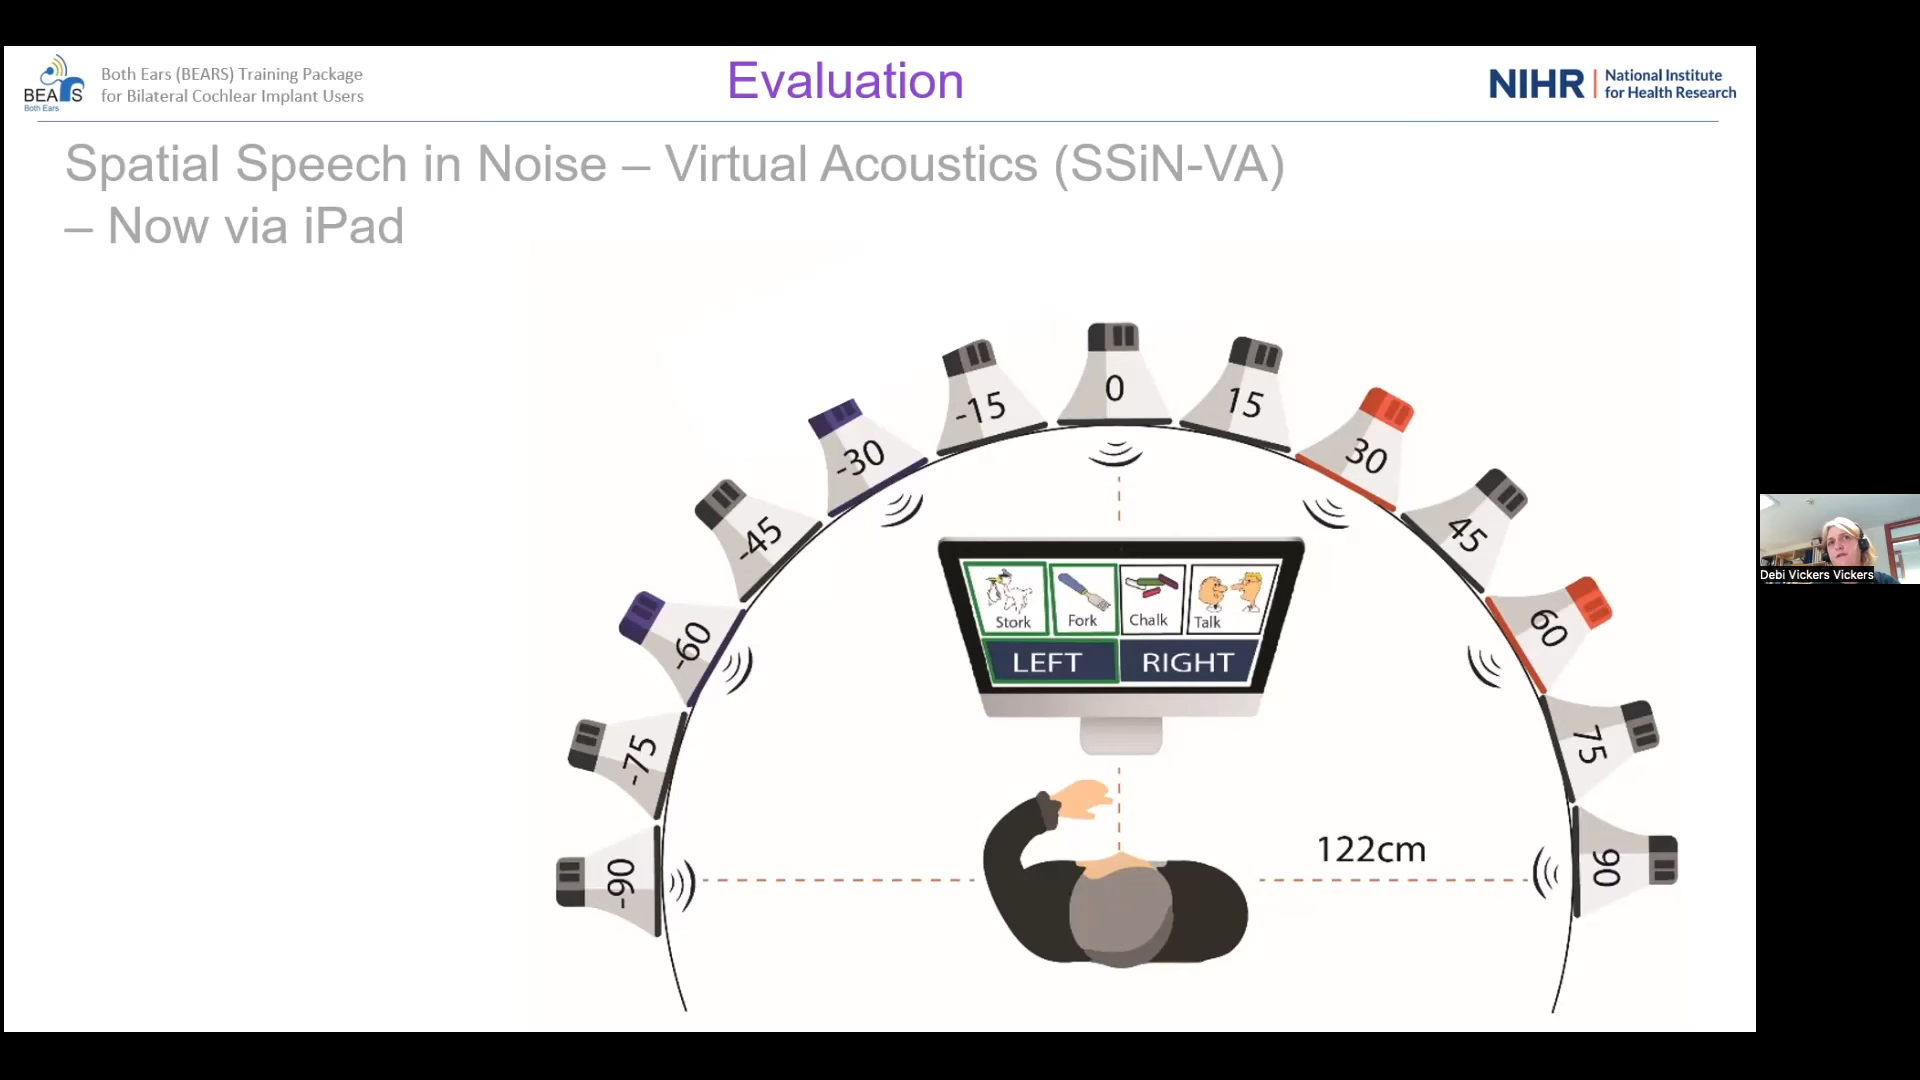 BEARS
Both Ears
Both Ears (BEARS) Training Package
for Bilateral Cochlear Implant Users
Evaluation
NIHR | National Institute
for Health Research
Spatial Speech in Noise – Virtual Acoustics (SSiN-VA)
– Now via iPad
-90
-75
-60
-45
-30
-15
0
15
30
45
60
75
90
Stork
Fork
Chalk
Talk
LEFT
RIGHT
122cm
Debi Vickers Vickers